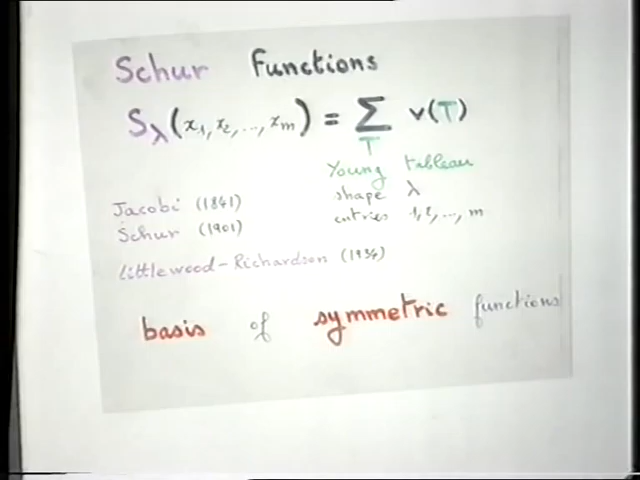 Schur Functions
Sλ(x1, x2, ..., xm) = Σ v(T)
T
Young tableau
shape λ
entries 1, 2, ..., m
Jacobi (1841)
Schur (1901)
Littlewood-Richardson (1934)
basis of symmetric functions